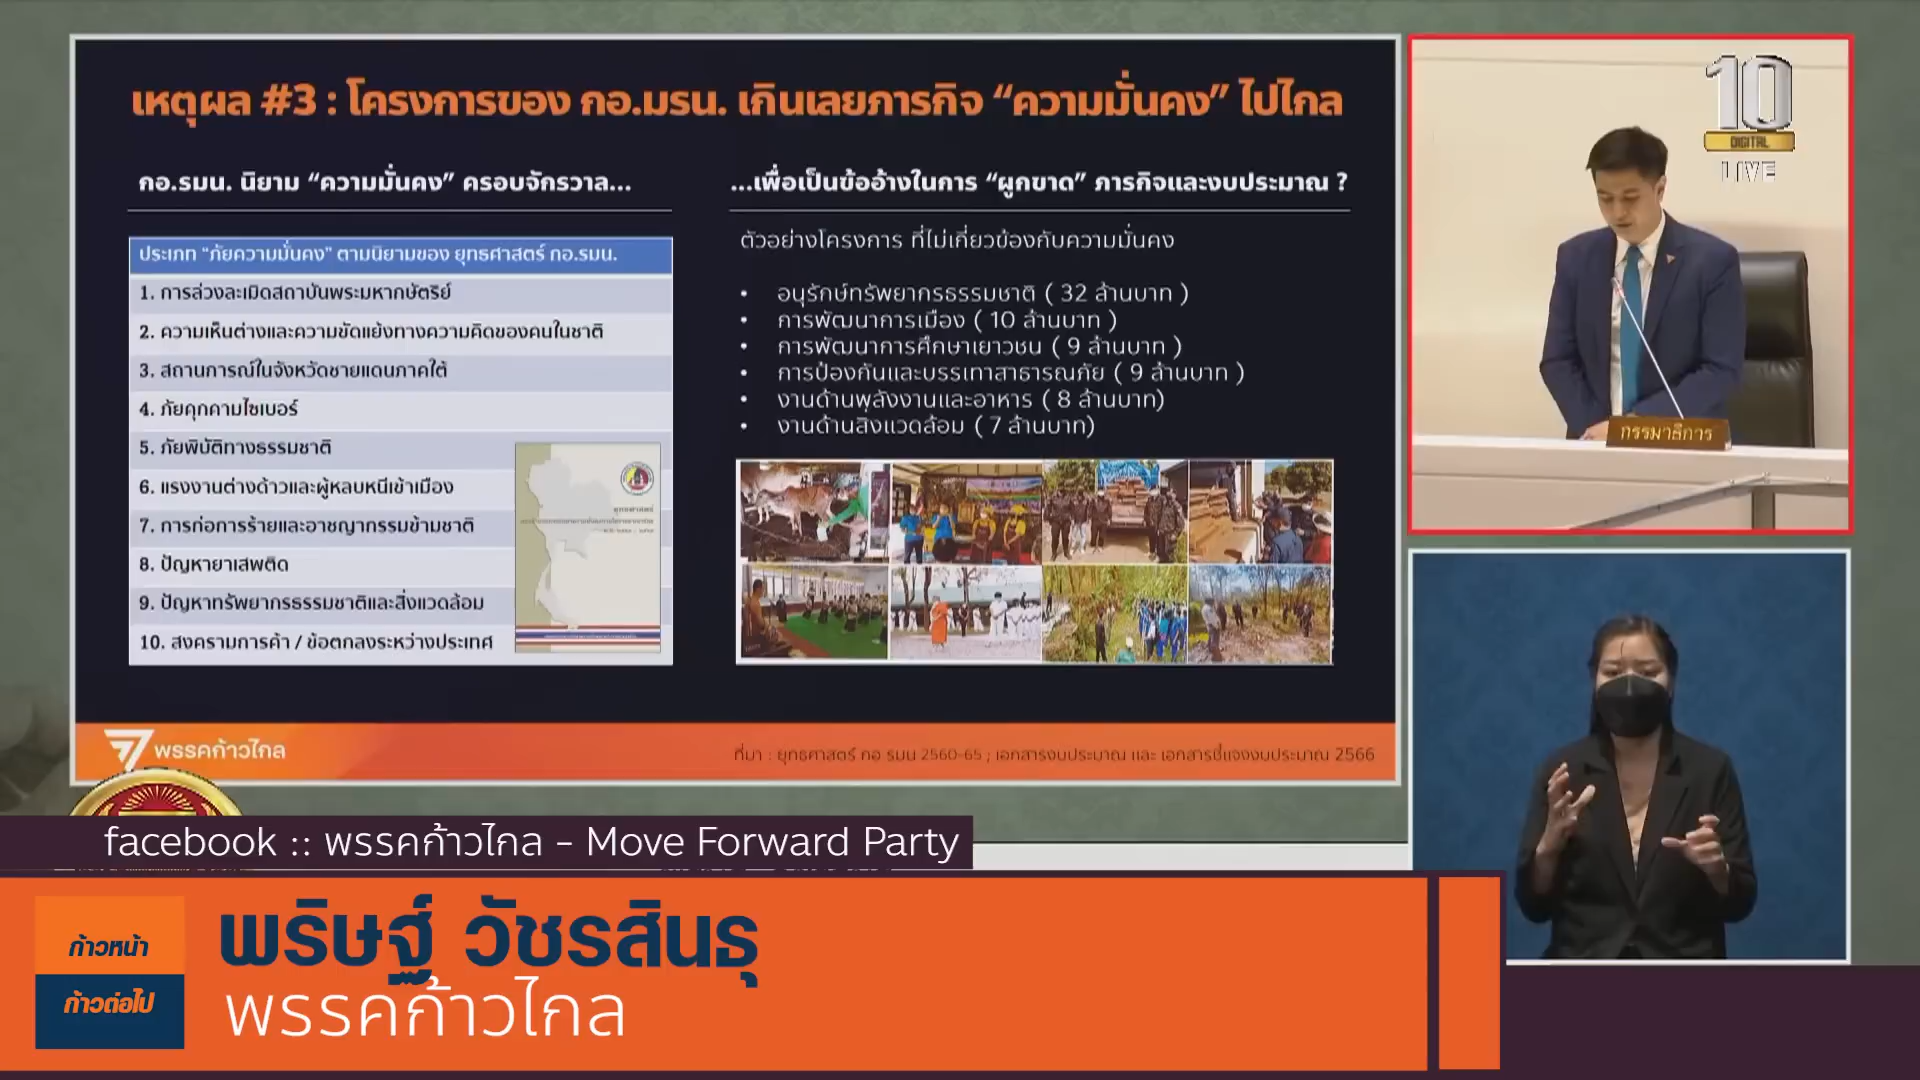 เหตุผล #3 : โครงการของ กอ.มรน. เกินเลยภารกิจ “ความมั่นคง” ไปไกล
กอ.รมน. นิยาม “ความมั่นคง” ครอบจักรวาล...
ประเภท “ภัยความมั่นคง” ตามนิยามของ ยุทธศาสตร์ กอ.รมน.
1. การล่วงละเมิดสถาบันพระมหากษัตริย์
2. ความเห็นต่างและความขัดแย้งทางความคิดของคนในชาติ
3. สถานการณ์ในจังหวัดชายแดนภาคใต้
4. ภัยคุกคามไซเบอร์
5. ภัยพิบัติทางธรรมชาติ
6. แรงงานต่างด้าวและผู้หลบหนีเข้าเมือง
7. การก่อการร้ายและอาชญากรรมข้ามชาติ
8. ปัญหายาเสพติด
9. ปัญหาทรัพยากรธรรมชาติและสิ่งแวดล้อม
10. สงครามการค้า / ข้อตกลงระหว่างประเทศ
ยุทธศาสตร์
...เพื่อเป็นข้ออ้างในการ “ผูกขาด” ภารกิจและงบประมาณ ?
ตัวอย่างโครงการ ที่ไม่เกี่ยวข้องกับความมั่นคง
• อนุรักษ์ทรัพยากรธรรมชาติ ( 32 ล้านบาท )
• การพัฒนาการเมือง ( 10 ล้านบาท )
• การพัฒนาการศึกษาเยาวชน ( 9 ล้านบาท )
• การป้องกันและบรรเทาสาธารณภัย ( 9 ล้านบาท )
• งานด้านพลังงานและอาหาร ( 8 ล้านบาท)
• งานด้านสิ่งแวดล้อม ( 7 ล้านบาท)
พรรคก้าวไกล
ที่มา : ยุทธศาสตร์ กอ รมน 2560-65 ; เอกสารงบประมาณ และ เอกสารชี้แจงงบประมาณ 2566
10
DIGITAL
LIVE
กรรมาธิการ
facebook :: พรรคก้าวไกล - Move Forward Party
ก้าวหน้า
ก้าวต่อไป
พริษฐ์ วัชรสินธุ
พรรคก้าวไกล